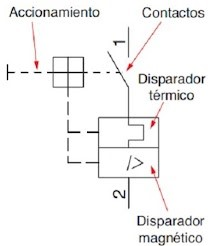 Accionamiento
Contactos
1
Disparador
térmico
I>
2
Disparador
magnético